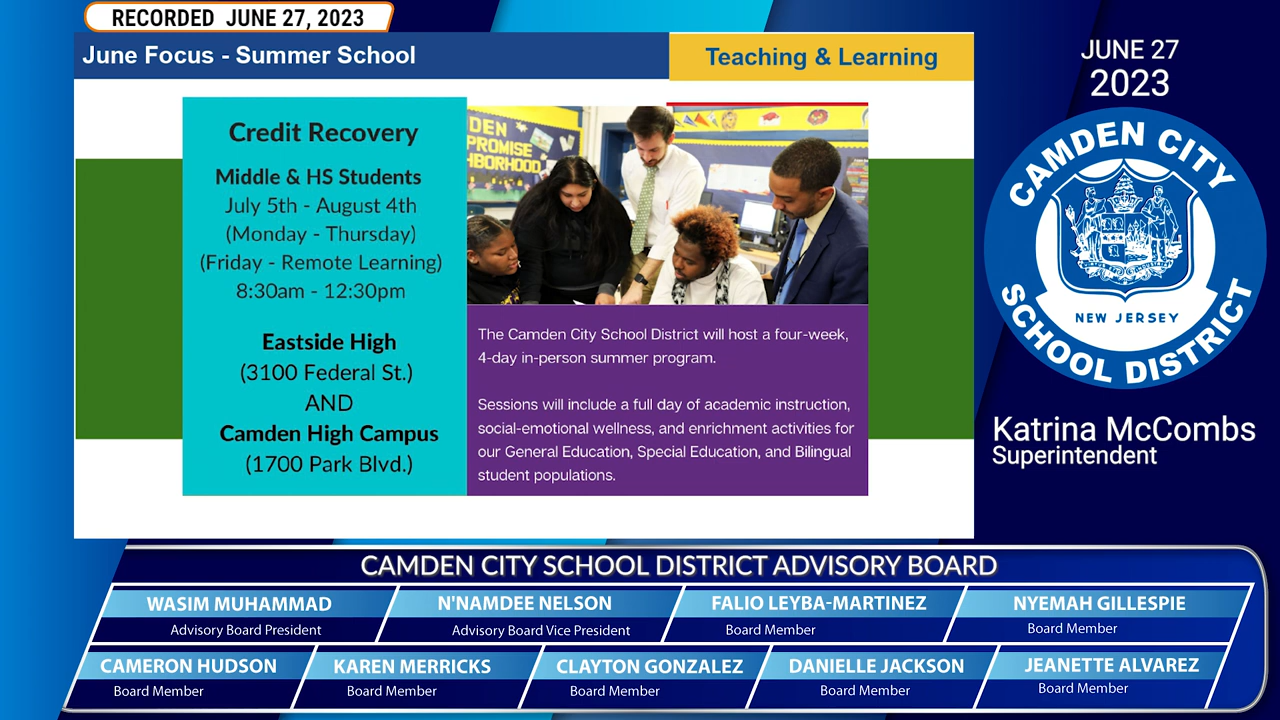 RECORDED JUNE 27, 2023
June Focus - Summer School
Teaching & Learning
Credit Recovery
Middle & HS Students
July 5th - August 4th
(Monday - Thursday)
(Friday - Remote Learning)
8:30am - 12:30pm
Eastside High
(3100 Federal St.)
AND
Camden High Campus
(1700 Park Blvd.)
DEN
PROMISE
HBORHOOD
The Camden City School District will host a four-week,
4-day in-person summer program.
Sessions will include a full day of academic instruction,
social-emotional wellness, and enrichment activities for
our General Education, Special Education, and Bilingual
student populations.
JUNE 27
2023
CAMDEN CITY
NEW JERSEY
SCHOOL DISTRICT
Katrina McCombs
Superintendent
CAMDEN CITY SCHOOL DISTRICT ADVISORY BOARD
WASIM MUHAMMAD
Advisory Board President
N'NAMDEE NELSON
Advisory Board Vice President
FALIO LEYBA-MARTINEZ
Board Member
NYEMAH GILLESPIE
Board Member
CAMERON HUDSON
Board Member
KAREN MERRICKS
Board Member
CLAYTON GONZALEZ
Board Member
DANIELLE JACKSON
Board Member
JEANETTE ALVAREZ
Board Member